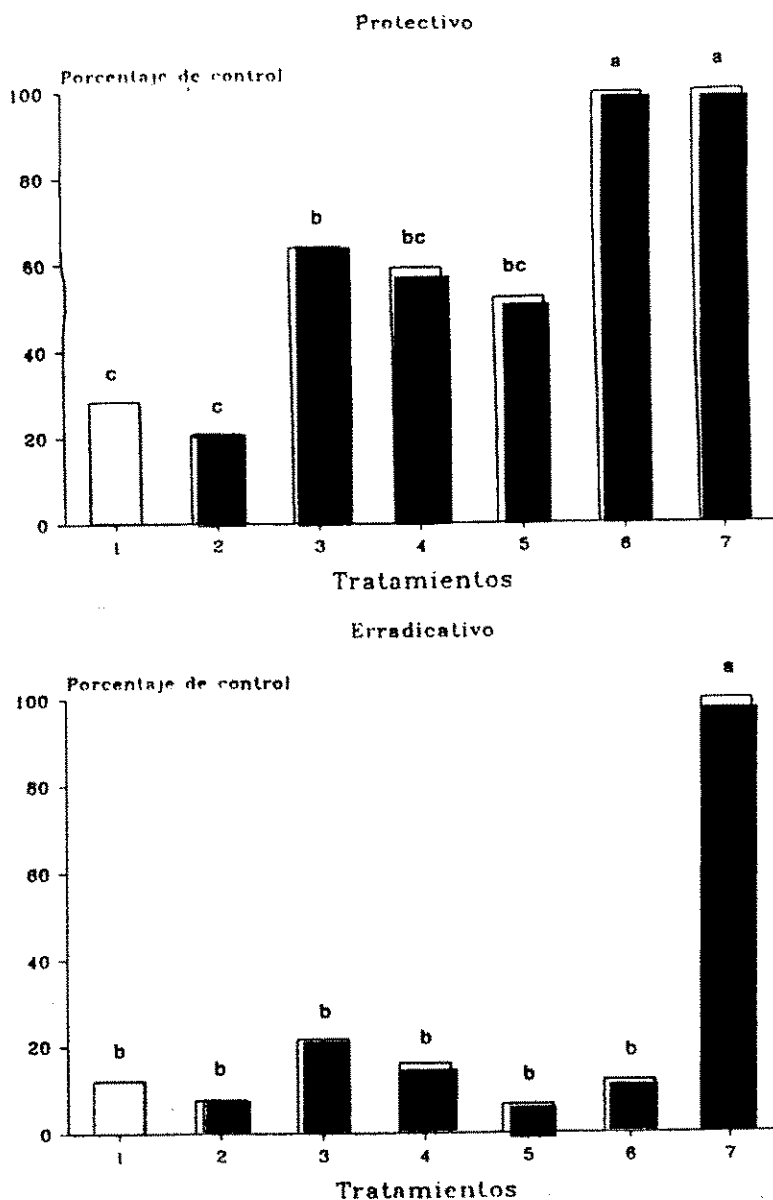 Protectivo
Porcentaje de control
a a
100
80
b
bc
bc
60
40
c
c
20
0
1 2 3 4 5 6 7
Tratamientos
Erradicativo
a
Porcentaje de control
100
80
60
40
b
b
20
b
b
b
b
0
1 2 3 4 5 6 7
Tratamientos